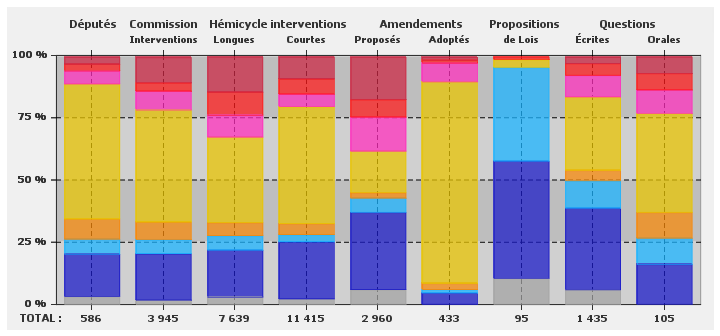 Députés Commission Hémicycle interventions Amendements Propositions Questions
Interventions Longues Courtes Proposés Adoptés de Lois Écrites Orales
100 %
75 %
50 %
25 %
0 %
TOTAL : 586 3 945 7 639 11 415 2 960 433 95 1 435 105